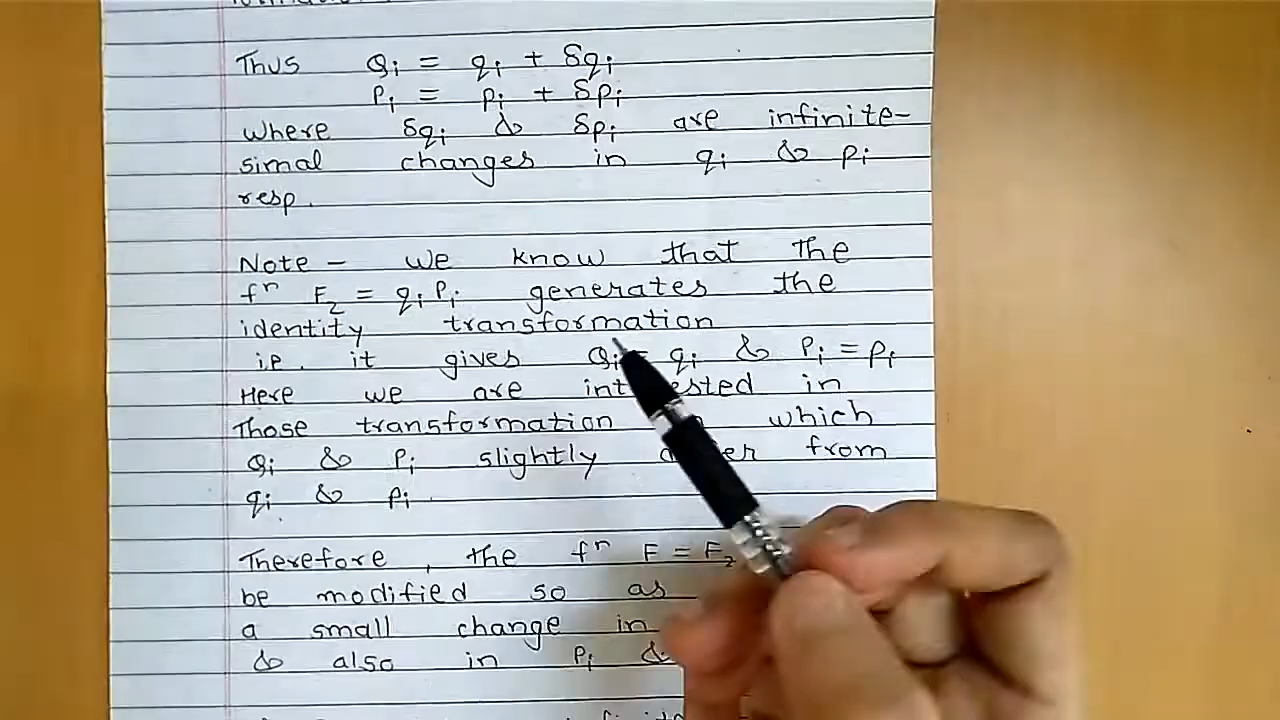 Thus Qi = qi + δqi
Pi = pi + δpi
where δqi & δpi are infinite-
simal changes in qi & pi
resp.
Note - we know that the
fn F2 = qi Pi generates the
identity transformation
i.e. it gives Qi = qi & Pi = pi
Here we are interested in
Those transformation which
Qi & Pi slightly from
qi & pi.
Therefore, the fn F = F2
be modified so as
a small change in
& also in Pi &